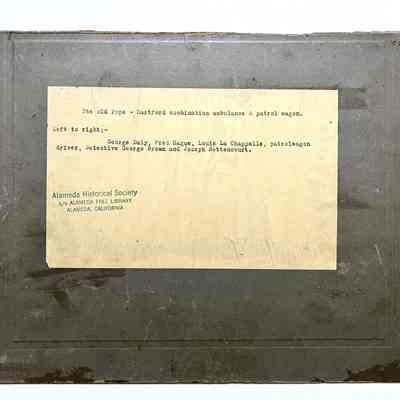 The old Pope - Hartford combination ambulance & patrol wagon.
Left to right;-
George Daly, Fred Hague, Louis La Chappelle, patrolwagon
driver, Detective George Brown and Joseph Bettencourt.
Alameda Historical Society
c/o ALAMEDA FREE LIBRARY
ALAMEDA, CALIFORNIA